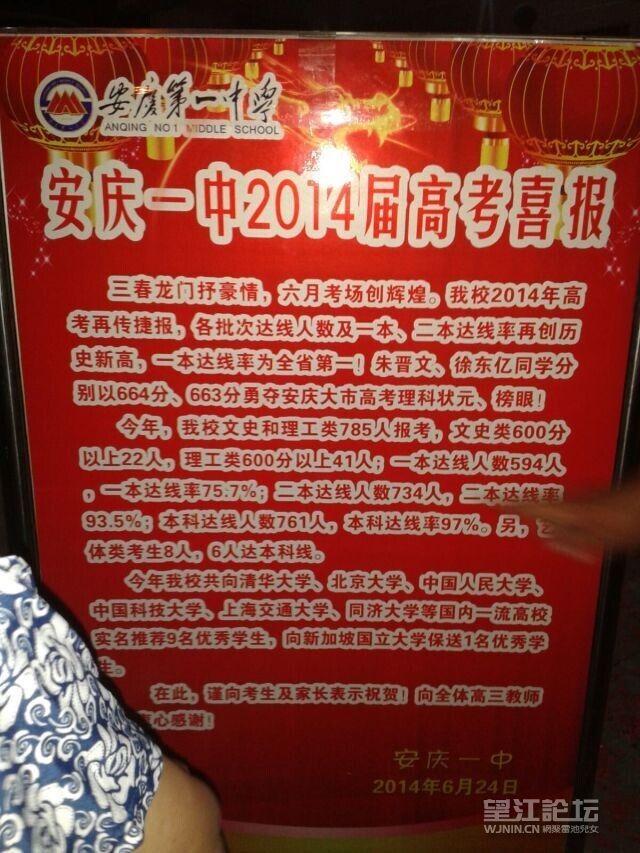 安庆第一中学
ANQING NO1 MIDDLE SCHOOL
安庆一中2014届高考喜报
三春龙门抒豪情，六月考场创辉煌。我校2014年高
考再传捷报，各批次达线人数及一本、二本达线率再创历
史新高，一本达线率为全省第一！朱晋文、徐东亿同学分
别以664分、663分勇夺安庆大市高考理科状元、榜眼！
今年，我校文史和理工类785人报考，文史类600分
以上22人，理工类600分以上41人；一本达线人数594人
，一本达线率75.7%；二本达线人数734人，二本达线率
93.5%；本科达线人数761人，本科达线率97%。另，
体类考生8人，6人达本科线。
今年我校共向清华大学、北京大学、中国人民大学、
中国科技大学、上海交通大学、同济大学等国内一流高校
实名推荐9名优秀学生，向新加坡国立大学保送1名优秀学
生。
在此，谨向考生及家长表示祝贺！向全体高三教师
心感谢！
安庆一中
2014年6月24日
望江論坛
WJNIN.CN 網聚雷池兒女